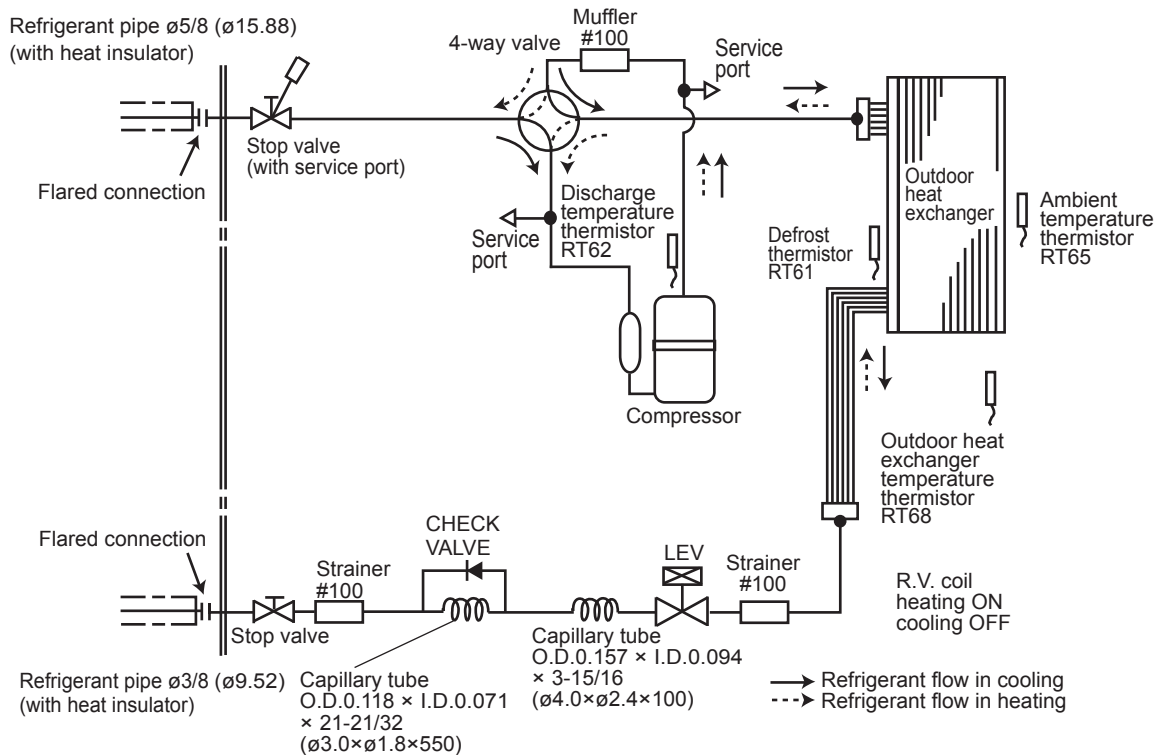 Refrigerant pipe ø5/8 (ø15.88)
(with heat insulator)
Flared connection
Stop valve
(with service port)
4-way valve
Muffler
#100
Service
port
Service
port
Discharge
temperature
thermistor
RT62
Compressor
Outdoor
heat
exchanger
Defrost
thermistor
RT61
Ambient
temperature
thermistor
RT65
Outdoor heat
exchanger
temperature
thermistor
RT68
Flared connection
Stop valve
Strainer
#100
CHECK
VALVE
LEV
Strainer
#100
R.V. coil
heating ON
cooling OFF
Refrigerant pipe ø3/8 (ø9.52)
(with heat insulator)
Capillary tube
O.D.0.118 × I.D.0.071
× 21-21/32
(ø3.0×ø1.8×550)
Capillary tube
O.D.0.157 × I.D.0.094
× 3-15/16
(ø4.0×ø2.4×100)
Refrigerant flow in cooling
Refrigerant flow in heating